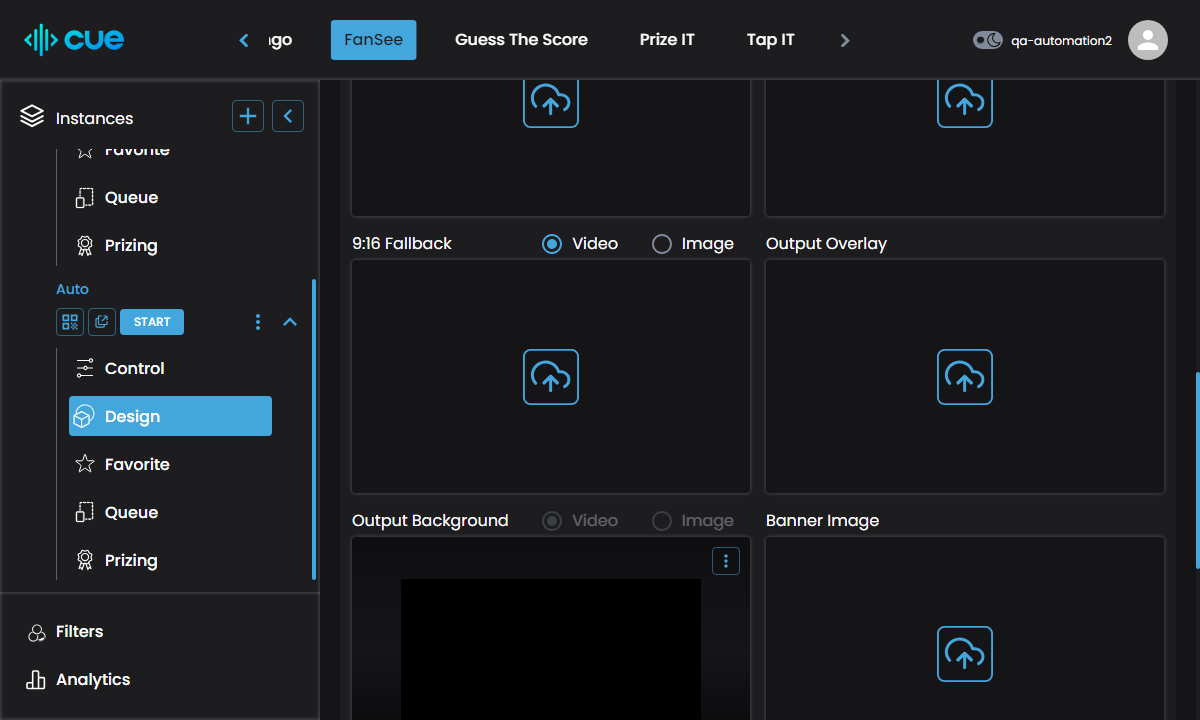 cue
FanSee
Guess The Score
Prize IT
Tap IT
qa-automation2
Instances
Favorite
Queue
Prizing
Auto
START
Control
Design
Favorite
Queue
Prizing
Filters
Analytics
9:16 Fallback
Video
Image
Output Overlay
Output Background
Video
Image
Banner Image